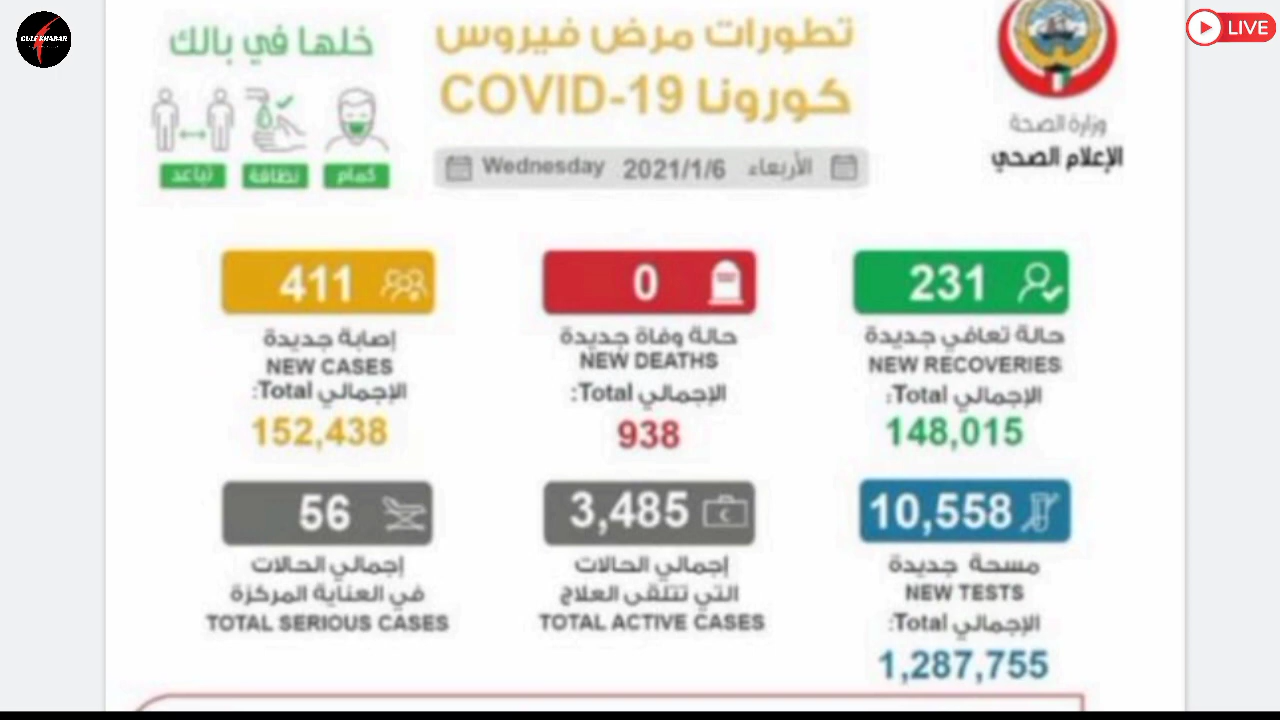 GULF KHABAR
LIVE
خلها في بالك
تطورات مرض فيروس
كورونا COVID-19
وزارة الصحة
الإعلام الصحي
تباعد
نظافة
كمام
Wednesday 2021/1/6 الأربعاء
411
إصابة جديدة
NEW CASES
الإجمالي Total:
152,438
0
حالة وفاة جديدة
NEW DEATHS
الإجمالي Total:
938
231
حالة تعافي جديدة
NEW RECOVERIES
الإجمالي Total:
148,015
56
إجمالي الحالات
في العناية المركزة
TOTAL SERIOUS CASES
3,485
إجمالي الحالات
التي تتلقى العلاج
TOTAL ACTIVE CASES
10,558
مسحة جديدة
NEW TESTS
الإجمالي Total:
1,287,755